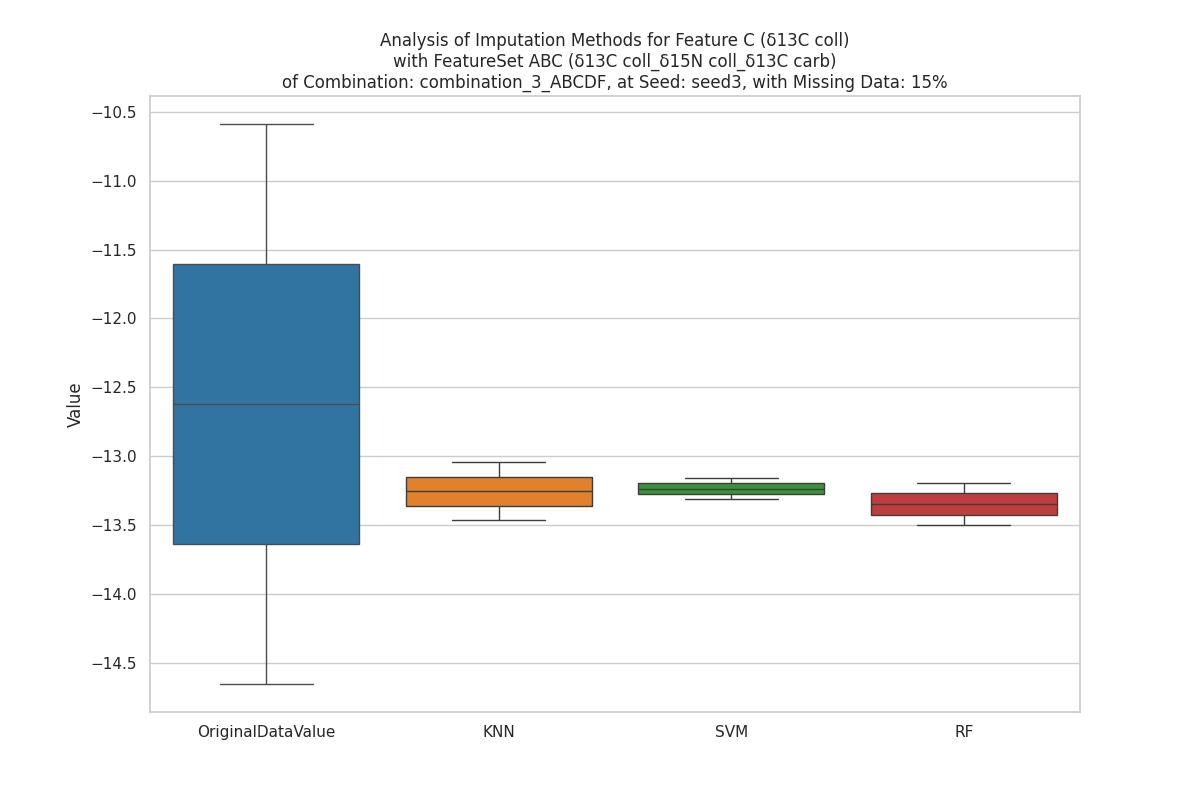 Analysis of Imputation Methods for Feature C (δ13C coll)
with FeatureSet ABC (δ13C coll_δ15N coll_δ13C carb)
of Combination: combination_3_ABCDF, at Seed: seed3, with Missing Data: 15%
−10.5
−11.0
−11.5
−12.0
−12.5
−13.0
−13.5
−14.0
−14.5
Value
OriginalDataValue
KNN
SVM
RF